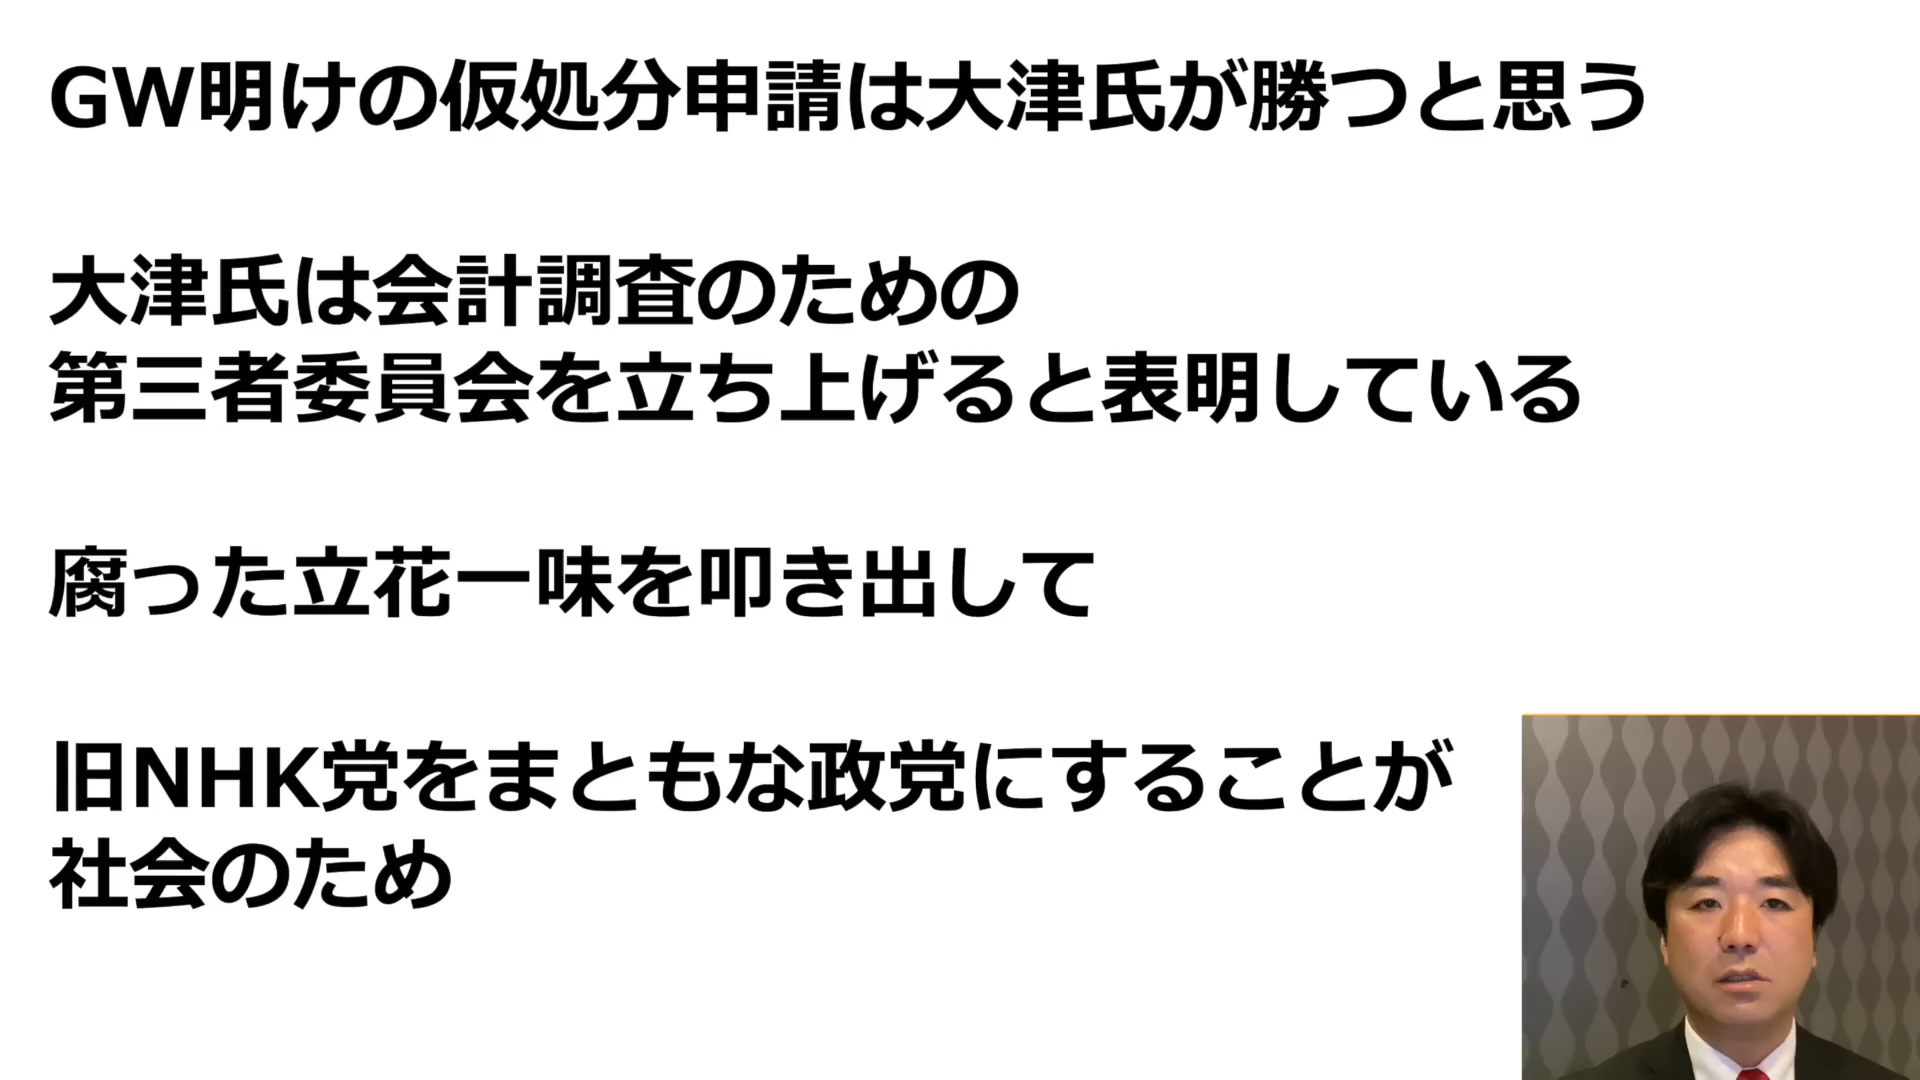 GW明けの仮処分申請は大津氏が勝つと思う
大津氏は会計調査のための
第三者委員会を立ち上げると表明している
腐った立花一味を叩き出して
旧NHK党をまともな政党にすることが
社会のため